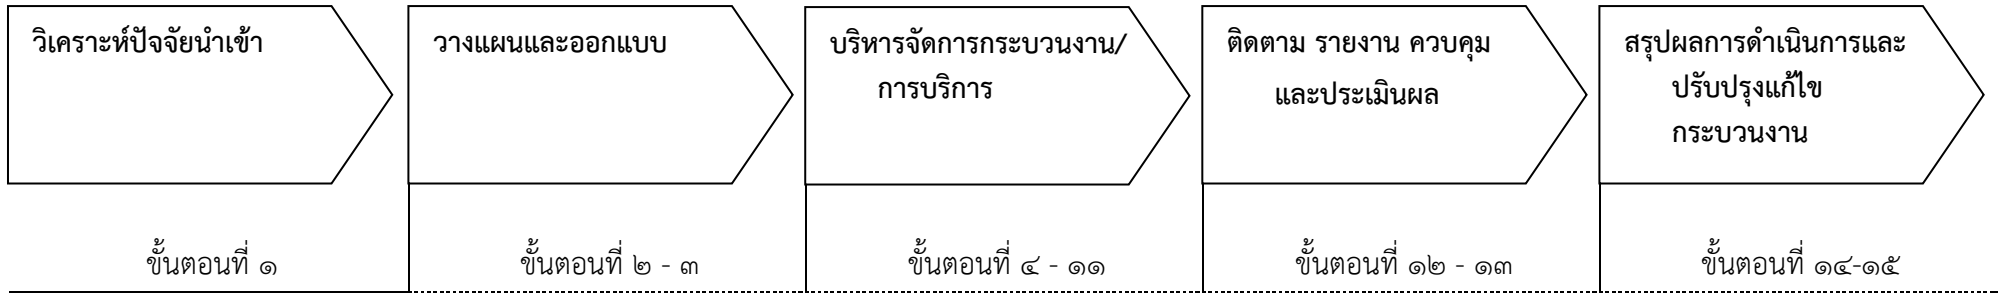 วิเคราะห์ปัจจัยนำเข้า
วางแผนและออกแบบ
บริหารจัดการกระบวนงาน/
การบริการ
ติดตาม รายงาน ควบคุม
และประเมินผล
สรุปผลการดำเนินการและ
ปรับปรุงแก้ไข
กระบวนงาน
ขั้นตอนที่ ๑
ขั้นตอนที่ ๒ - ๓
ขั้นตอนที่ ๔ - ๑๑
ขั้นตอนที่ ๑๒ - ๑๓
ขั้นตอนที่ ๑๔-๑๕